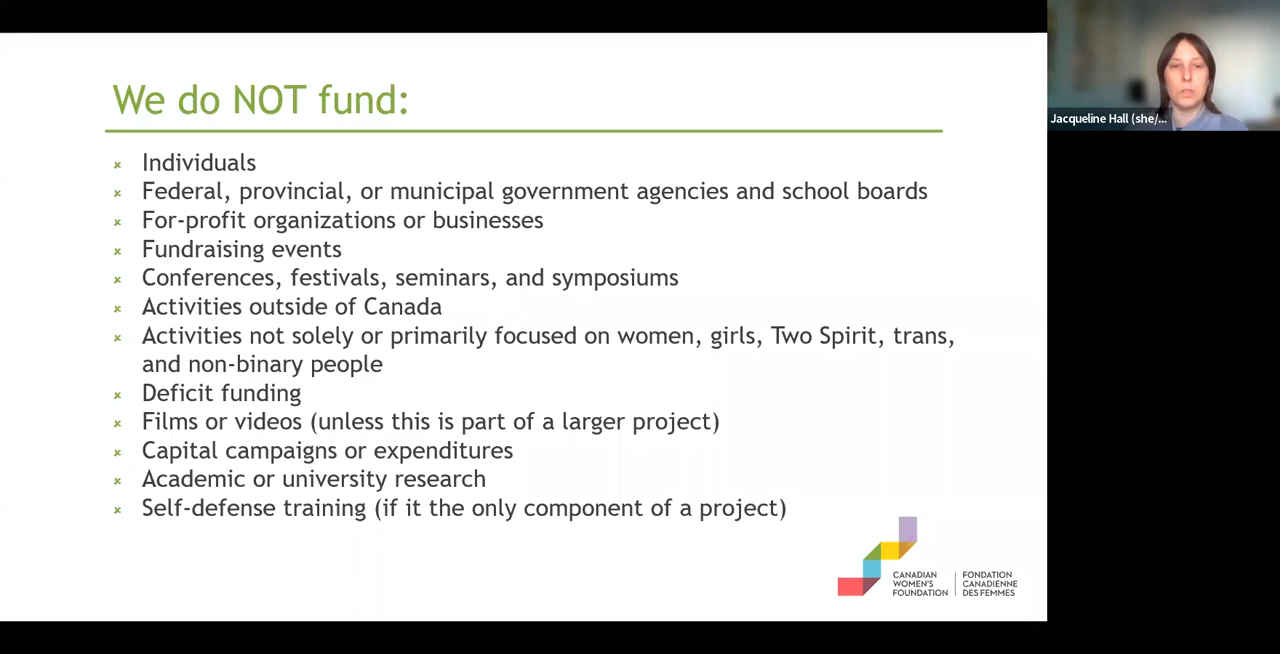 We do NOT fund:
Individuals
Federal, provincial, or municipal government agencies and school boards
For-profit organizations or businesses
Fundraising events
Conferences, festivals, seminars, and symposiums
Activities outside of Canada
Activities not solely or primarily focused on women, girls, Two Spirit, trans,
and non-binary people
Deficit funding
Films or videos (unless this is part of a larger project)
Capital campaigns or expenditures
Academic or university research
Self-defense training (if it the only component of a project)
CANADIAN
WOMEN'S
FOUNDATION
FONDATION
CANADIENNE
DES FEMMES
Jacqueline Hall (she/...